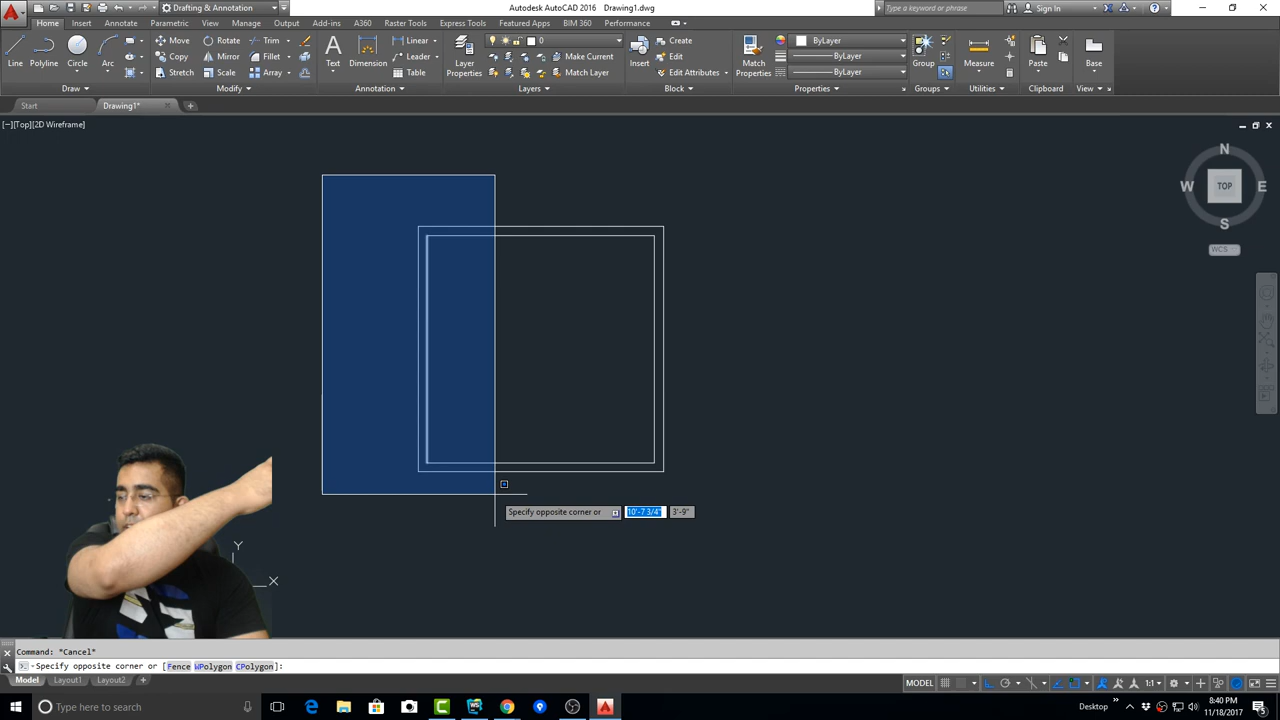 Drafting & Annotation
Autodesk AutoCAD 2016 Drawing1.dwg
Type a keyword or phrase
Sign In
Home Insert Annotate Parametric View Manage Output Add-ins A360 Raster Tools Express Tools Featured Apps BIM 360 Performance
Line Polyline Circle Arc
Move Rotate Trim
Copy Mirror Fillet
Stretch Scale Array
Text Dimension
Linear
Leader
Table
Layer Properties
0
Make Current
Match Layer
Insert
Create
Edit
Edit Attributes
Match Properties
ByLayer
ByLayer
ByLayer
Group Measure Paste Base
Draw Modify Annotation Layers Block Properties Groups Utilities Clipboard View
Start Drawing1*
[−][Top][2D Wireframe]
N
W TOP E
S
WCS
Specify opposite corner or 10'-7 3/4" 3'-9"
Y
X
Command: *Cancel*
Specify opposite corner or [Fence WPolygon CPolygon]:
Model Layout1 Layout2 +
MODEL 1:1
Type here to search
Desktop
8:40 PM
11/18/2017
5